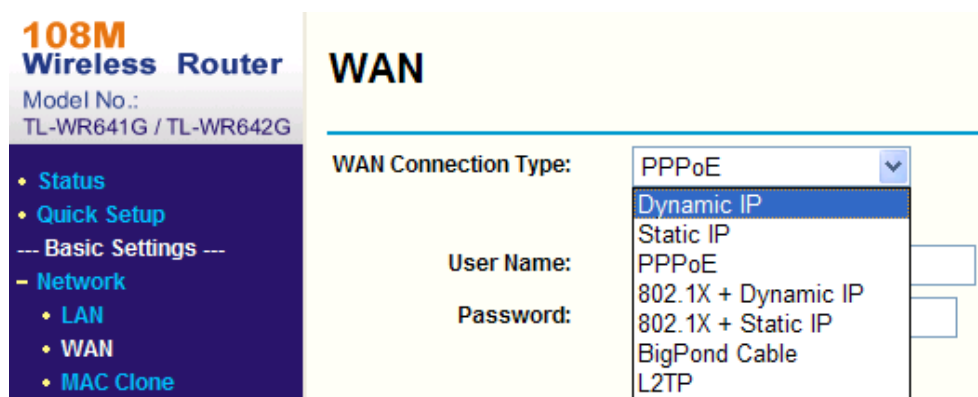 108M
Wireless Router
Model No.:
TL-WR641G / TL-WR642G
• Status
• Quick Setup
--- Basic Settings ---
– Network
• LAN
• WAN
• MAC Clone
WAN
WAN Connection Type:
PPPoE
Dynamic IP
Static IP
PPPoE
802.1X + Dynamic IP
802.1X + Static IP
BigPond Cable
L2TP
User Name:
Password: